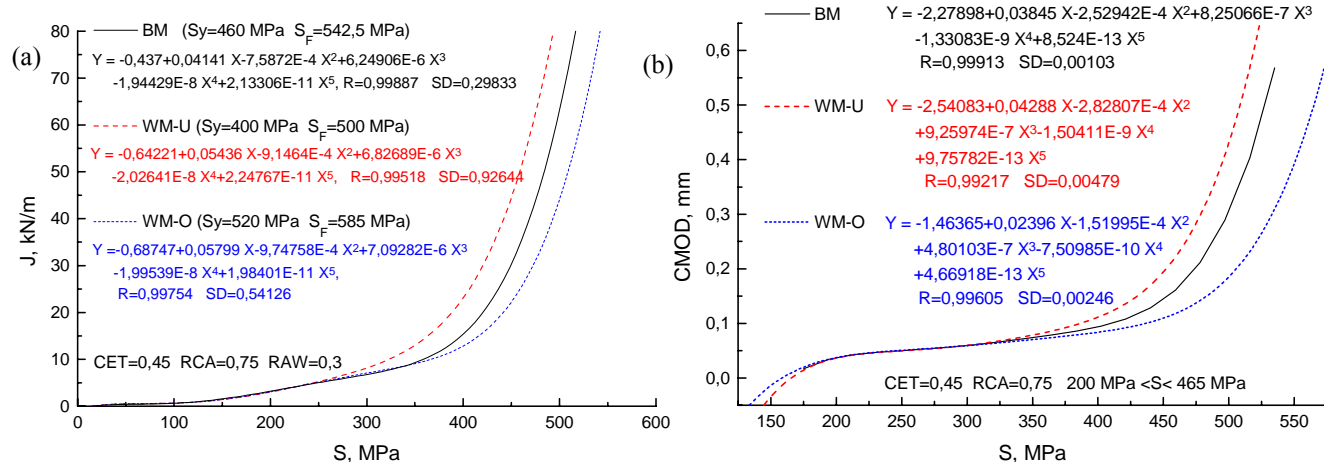 (a)
BM (Sy=460 MPa S_F=542,5 MPa)
Y = -0,437+0,04141 X-7,5872E-4 X² +6,24906E-6 X³
-1,94429E-8 X⁴+2,13306E-11 X⁵, R=0,99887 SD=0,29833
WM-U (Sy=400 MPa S_F=500 MPa)
Y = -0,64221+0,05436 X-9,1464E-4 X² +6,82689E-6 X³
-2,02641E-8 X⁴+2,24767E-11 X⁵, R=0,99518 SD=0,92644
WM-O (Sy=520 MPa S_F=585 MPa)
Y =-0,68747+0,05799 X-9,74758E-4 X²+7,09282E-6 X³
-1,99539E-8 X⁴+1,98401E-11 X⁵,
R=0,99754 SD=0,54126
CET=0,45 RCA=0,75 RAW=0,3
80
70
60
50
40
30
20
10
0
J, kN/m
0 100 200 300 400 500 600
S, MPa
(b)
BM Y = -2,27898+0,03845 X-2,52942E-4 X²+8,25066E-7 X³
-1,33083E-9 X⁴+8,524E-13 X⁵
R=0,99913 SD=0,00103
WM-U Y = -2,54083+0,04288 X-2,82807E-4 X²
+9,25974E-7 X³-1,50411E-9 X⁴
+9,75782E-13 X⁵
R=0,99217 SD=0,00479
WM-O Y = -1,46365+0,02396 X-1,51995E-4 X²
+4,80103E-7 X³-7,50985E-10 X⁴
+4,66918E-13 X⁵
R=0,99605 SD=0,00246
CET=0,45 RCA=0,75 200 MPa <S< 465 MPa
0,6
0,5
0,4
0,3
0,2
0,1
0,0
CMOD, mm
150 200 250 300 350 400 450 500 550
S, MPa